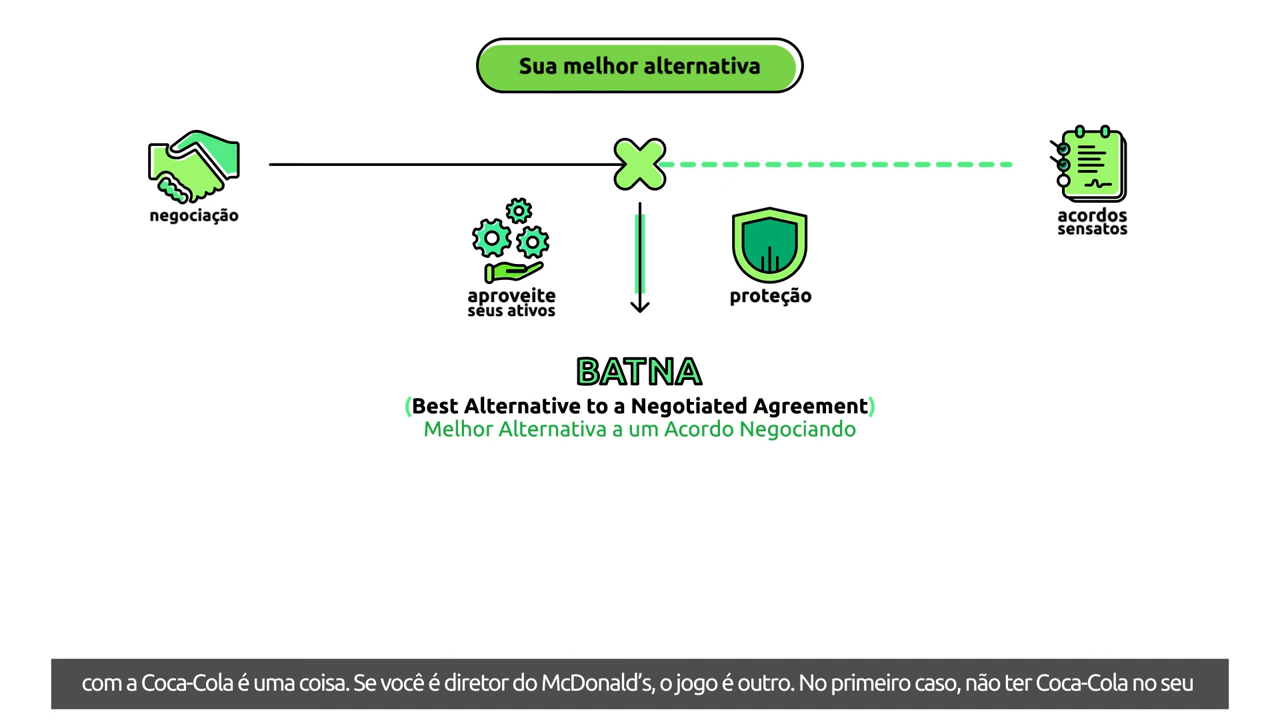 Sua melhor alternativa
negociação
acordos
sensatos
aproveite
seus ativos
proteção
BATNA
(Best Alternative to a Negotiated Agreement)
Melhor Alternativa a um Acordo Negociando
com a Coca-Cola é uma coisa. Se você é diretor do McDonald’s, o jogo é outro. No primeiro caso, não ter Coca-Cola no seu